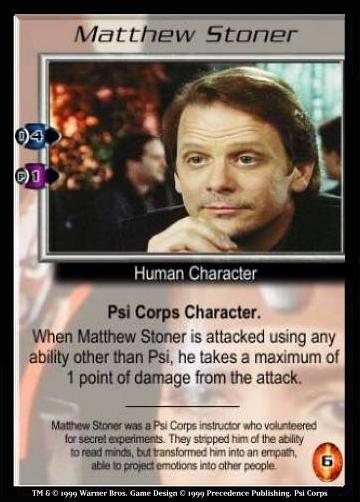 Matthew Stoner
D 4
P 1
Human Character
Psi Corps Character.
When Matthew Stoner is attacked using any
ability other than Psi, he takes a maximum of
1 point of damage from the attack.
Matthew Stoner was a Psi Corps instructor who volunteered
for secret experiments. They stripped him of the ability
to read minds, but transformed him into an empath,
able to project emotions into other people.
6
TM & © 1999 Warner Bros. Game Design © 1999 Precedence Publishing. Psi Corps